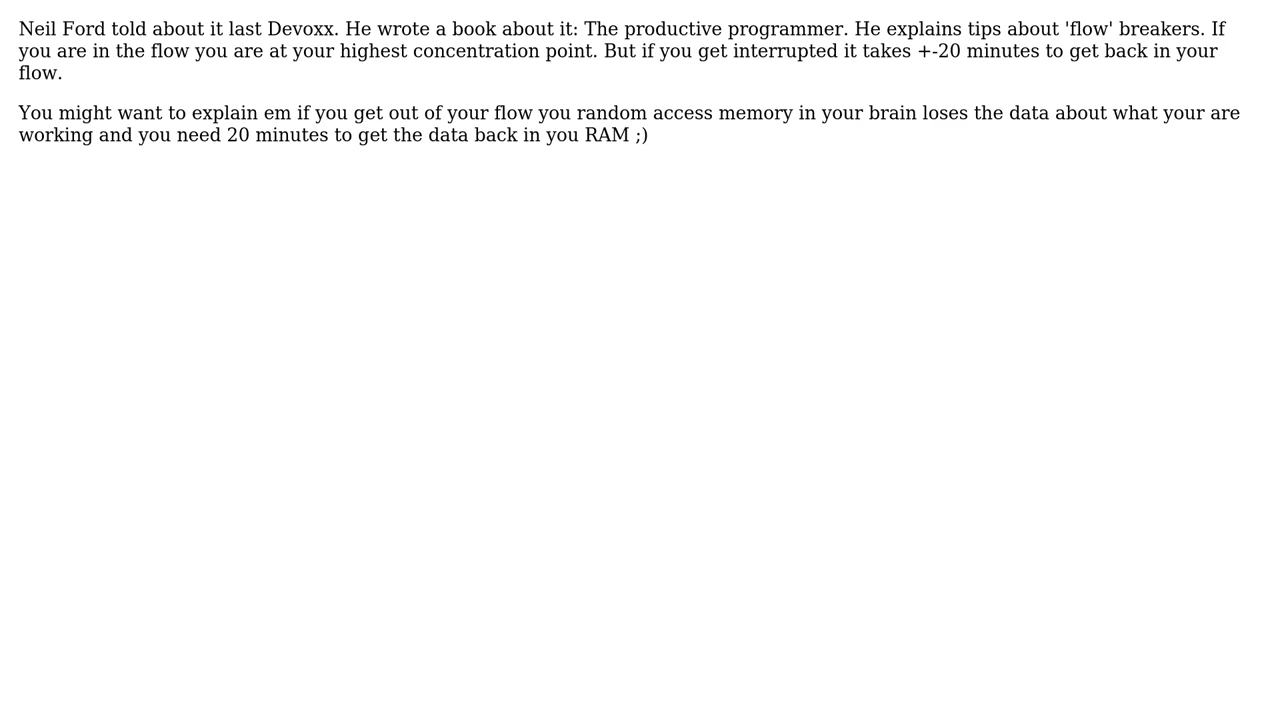 Neil Ford told about it last Devoxx. He wrote a book about it: The productive programmer. He explains tips about 'flow' breakers. If
you are in the flow you are at your highest concentration point. But if you get interrupted it takes +-20 minutes to get back in your
flow.
You might want to explain em if you get out of your flow you random access memory in your brain loses the data about what your are
working and you need 20 minutes to get the data back in you RAM ;)